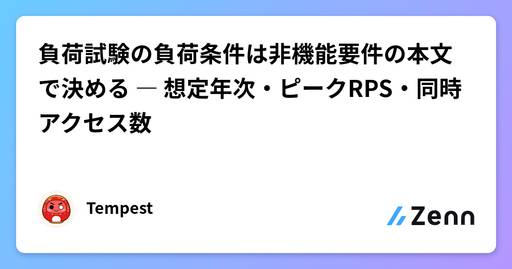 負荷試験の負荷条件は非機能要件の本文
で決める — 想定年次・ピークRPS・同時
アクセス数
Tempest
Zenn